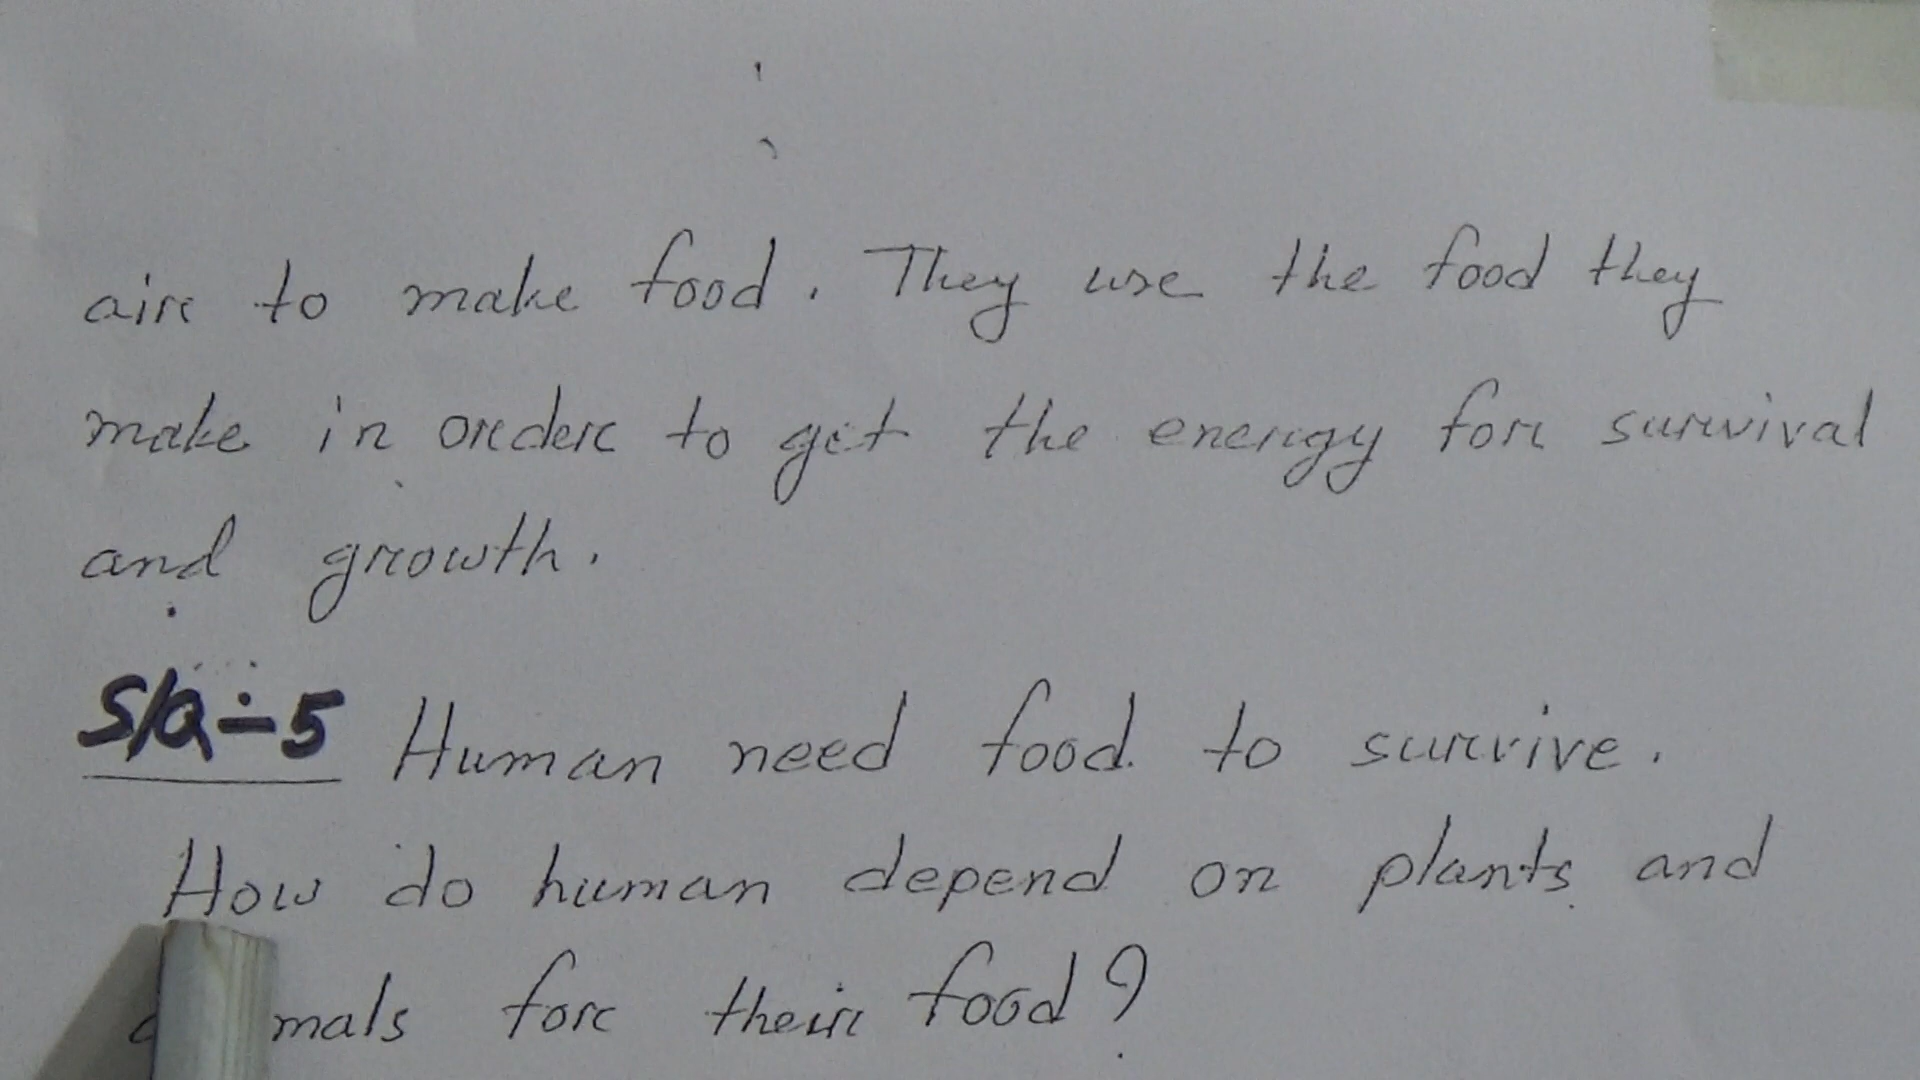 air to make food. They use the food they
make in order to get the energy for survival
and growth.
S/Q÷5 Human need food to survive.
How do human depend on plants and
mals for their food?